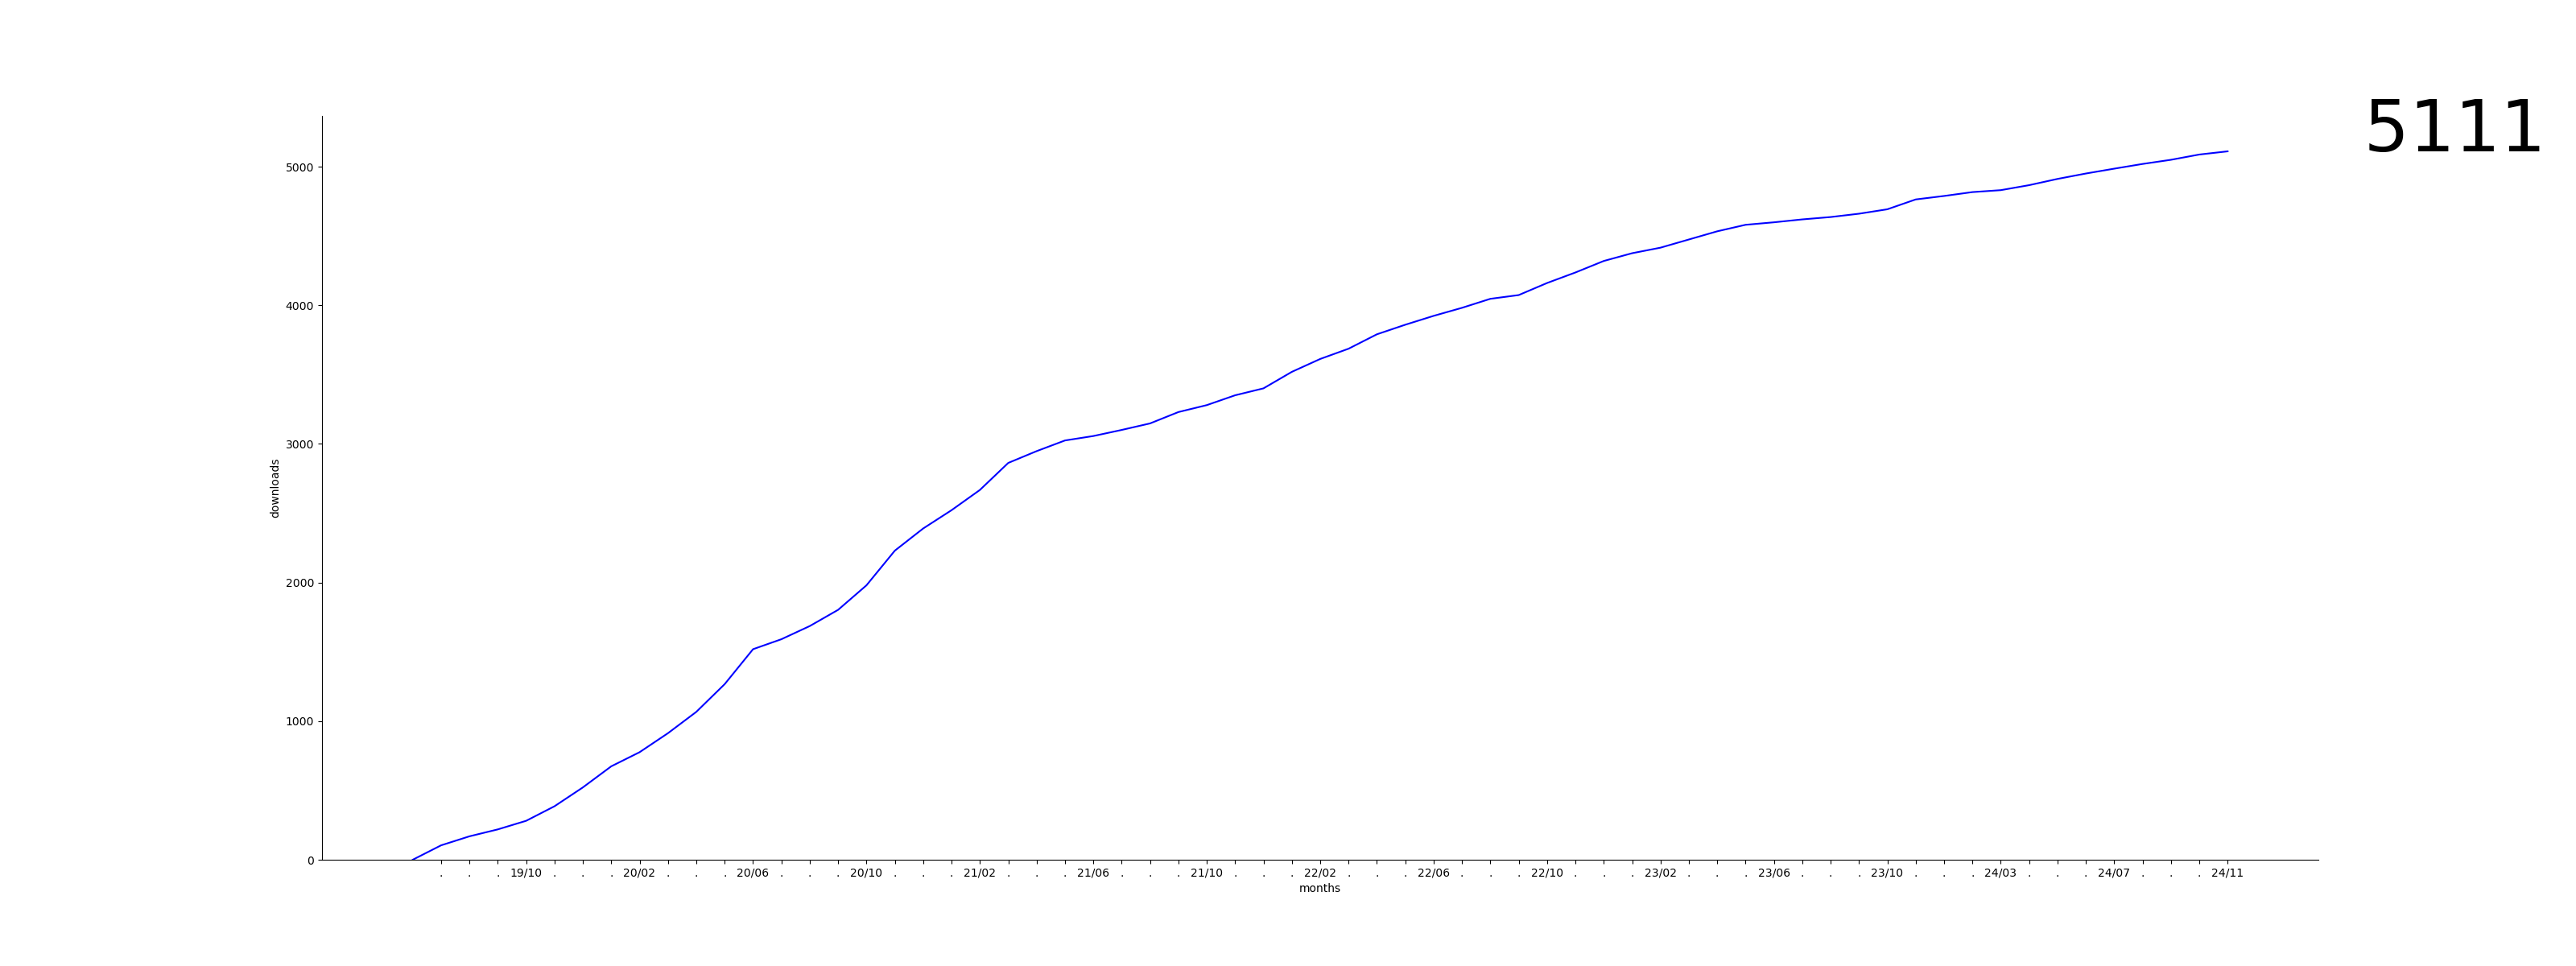 5111
5000
4000
3000
2000
1000
0
downloads
. . . 19/10 . . . 20/02 . . . 20/06 . . . 20/10 . . . 21/02 . . . 21/06 . . . 21/10 . . . 22/02 . . . 22/06 . . . 22/10 . . . 23/02 . . . 23/06 . . . 23/10 . . . 24/03 . . . 24/07 . . . 24/11
months